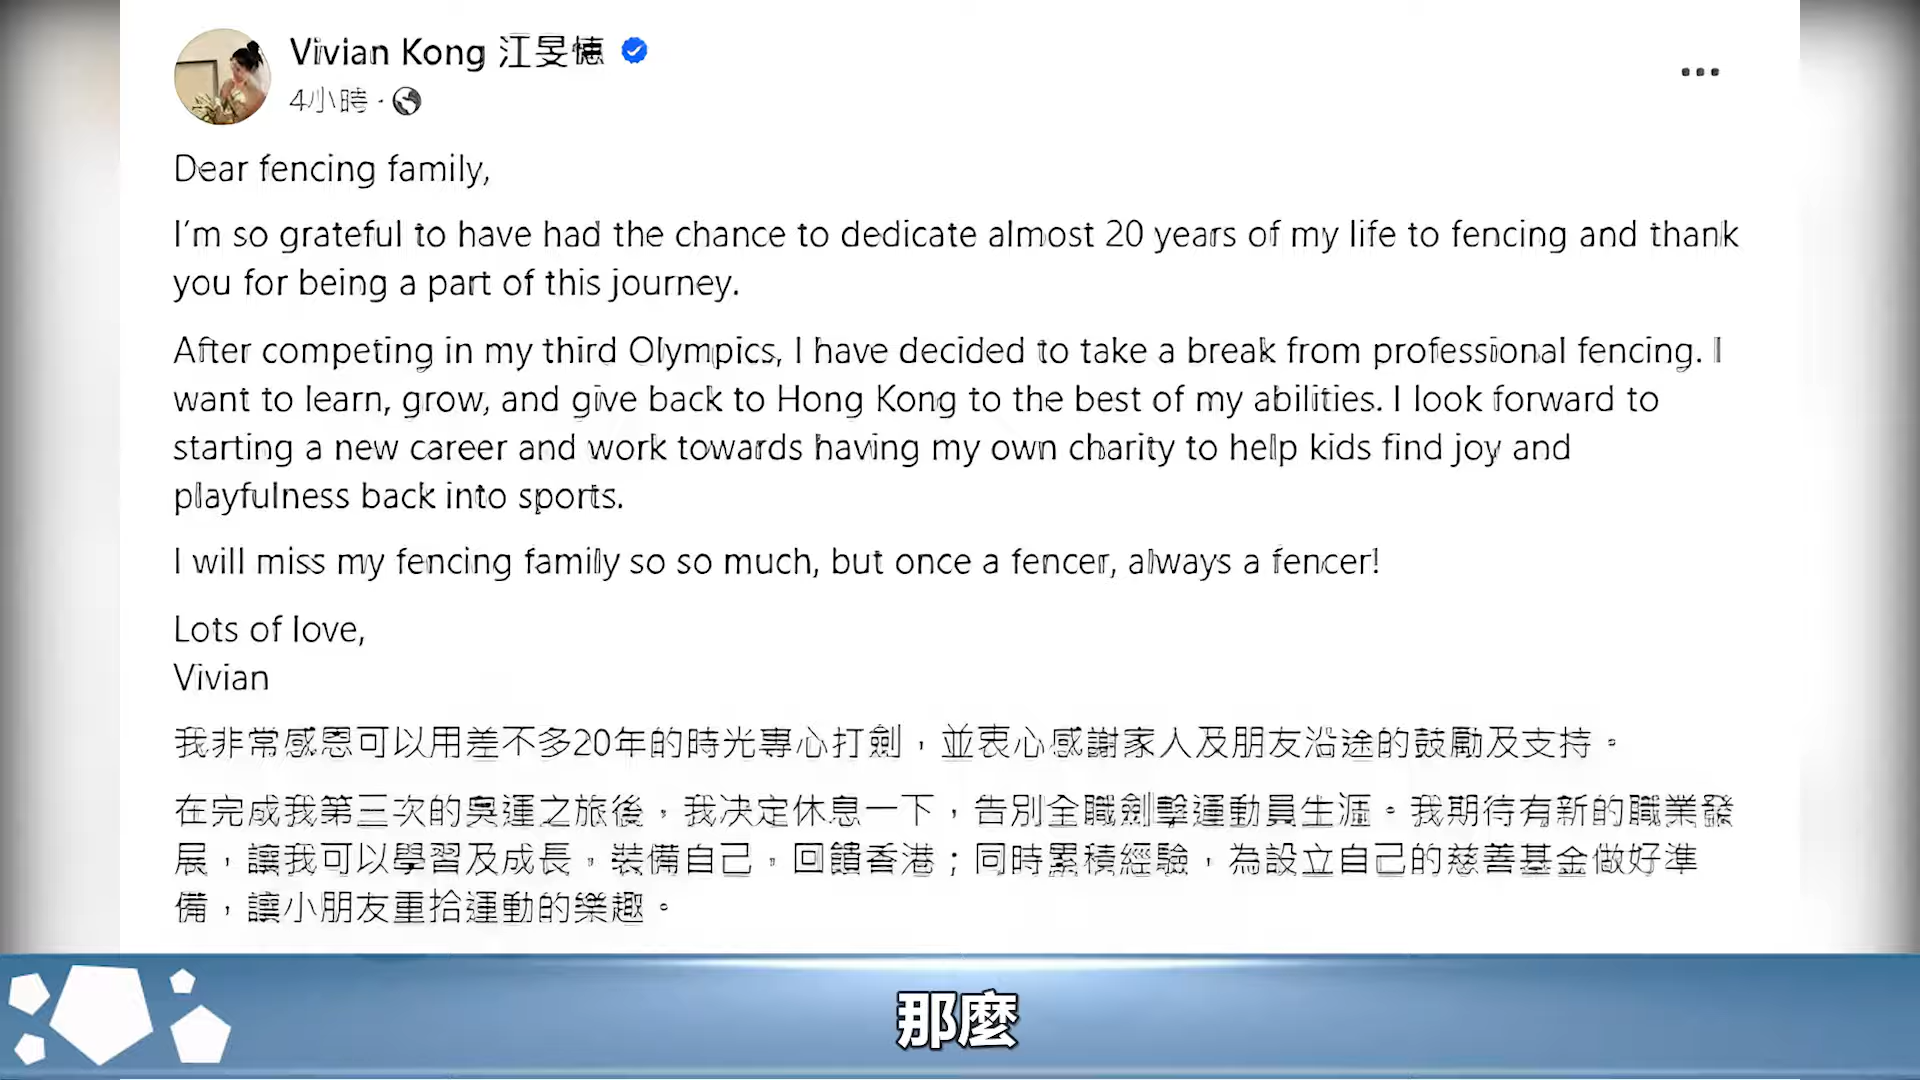 Vivian Kong 江旻憓
4小時 ·
Dear fencing family,
I'm so grateful to have had the chance to dedicate almost 20 years of my life to fencing and thank
you for being a part of this journey.
After competing in my third Olympics, I have decided to take a break from professional fencing. I
want to learn, grow, and give back to Hong Kong to the best of my abilities. I look forward to
starting a new career and work towards having my own charity to help kids find joy and
playfulness back into sports.
I will miss my fencing family so so much, but once a fencer, always a fencer!
Lots of love,
Vivian
我非常感恩可以用差不多20年的時光專心打劍，並衷心感謝家人及朋友沿途的鼓勵及支持。
在完成我第三次的奧運之旅後，我決定休息一下，告別全職劍擊運動員生涯。我期待有新的職業發
展，讓我可以學習及成長，裝備自己，回饋香港；同時累積經驗，為設立自己的慈善基金做好準
備，讓小朋友重拾運動的樂趣。
那麼